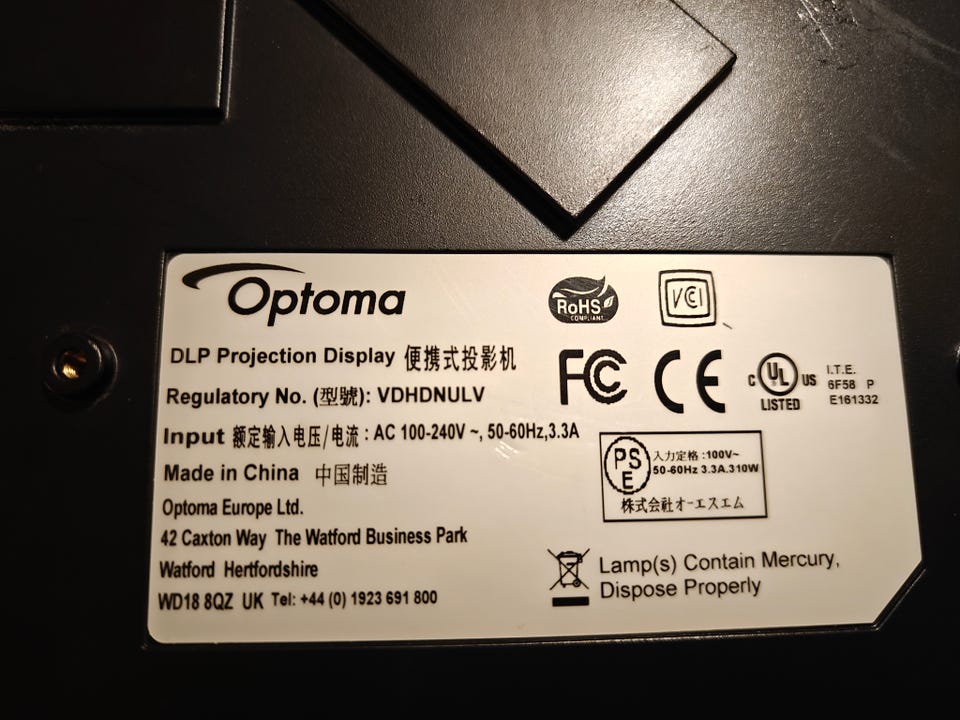 Optoma
DLP Projection Display 便携式投影机
Regulatory No. (型號): VDHDNULV
Input 额定输入电压/电流 : AC 100-240V ~, 50-60Hz,3.3A
Made in China 中国制造
Optoma Europe Ltd.
42 Caxton Way The Watford Business Park
Watford Hertfordshire
WD18 8QZ UK Tel: +44 (0) 1923 691 800
RoHS
COMPLIANT
VCCI
FC CE
C UL US
LISTED
I.T.E.
6F58 P
E161332
PS
E
入力定格 :100V~
50-60Hz 3.3A.310W
株式会社オーエスエム
Lamp(s) Contain Mercury,
Dispose Properly